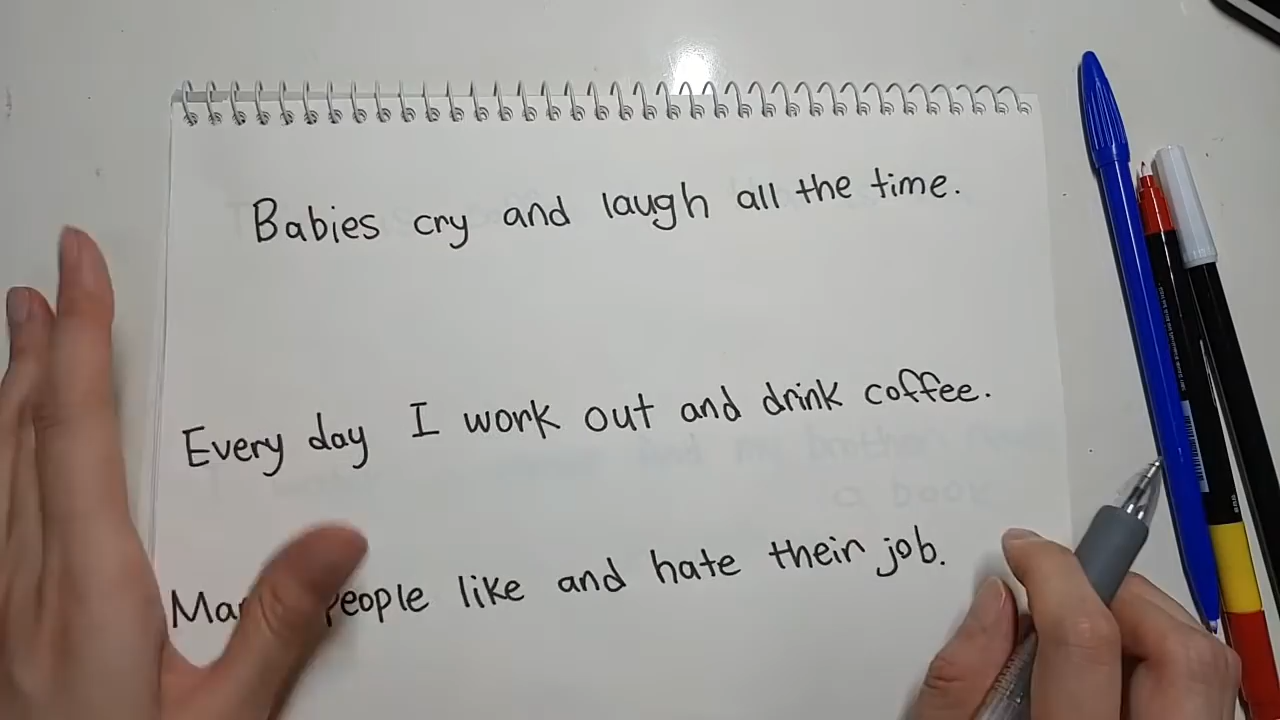 Babies cry and laugh all the time.
Every day I work out and drink coffee.
people like and hate their job.